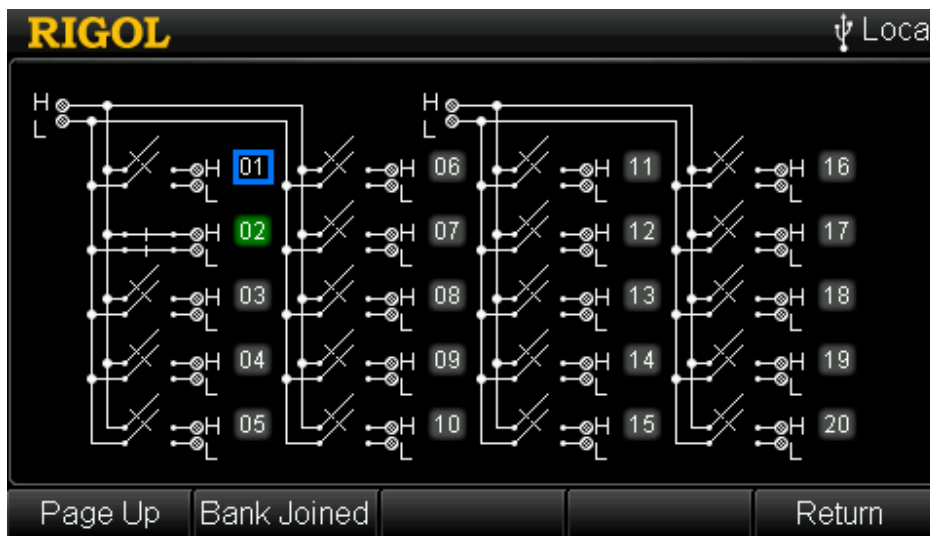 RIGOL Loca
H H
L L
H 01 H 06 H 11 H 16
L L L L
H 02 H 07 H 12 H 17
L L L L
H 03 H 08 H 13 H 18
L L L L
H 04 H 09 H 14 H 19
L L L L
H 05 H 10 H 15 H 20
L L L L
Page Up Bank Joined Return